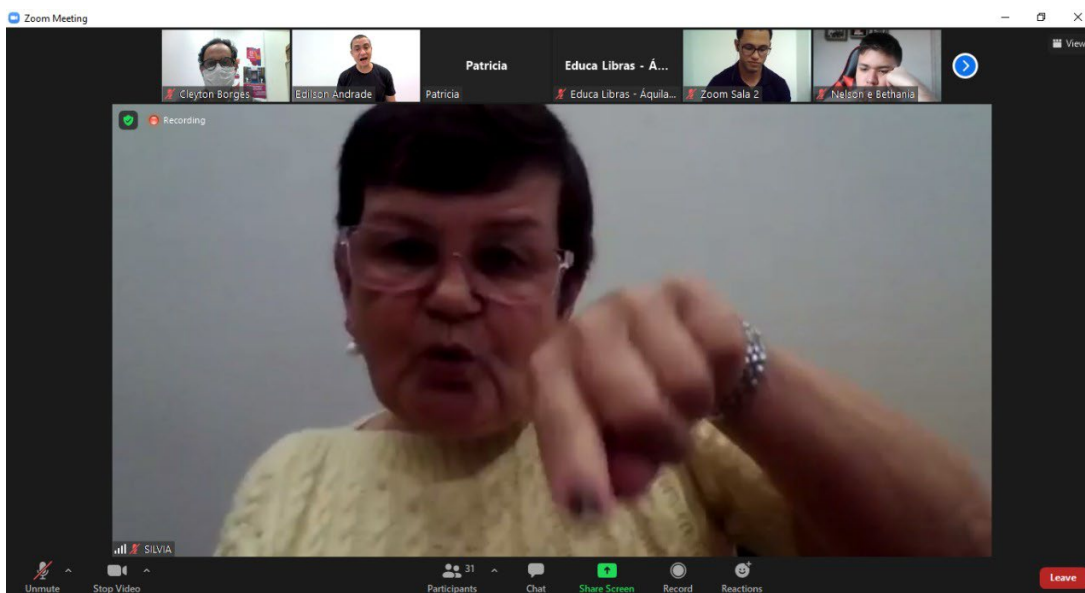 Zoom Meeting
View
Cleyton Borges
Edilson Andrade
Patricia
Patricia
Educa Libras - Á...
Educa Libras - Áquila...
Zoom Sala 2
Nelson e Bethania
Recording
SILVIA
Unmute
Stop Video
31
Participants
Chat
Share Screen
Record
Reactions
Leave